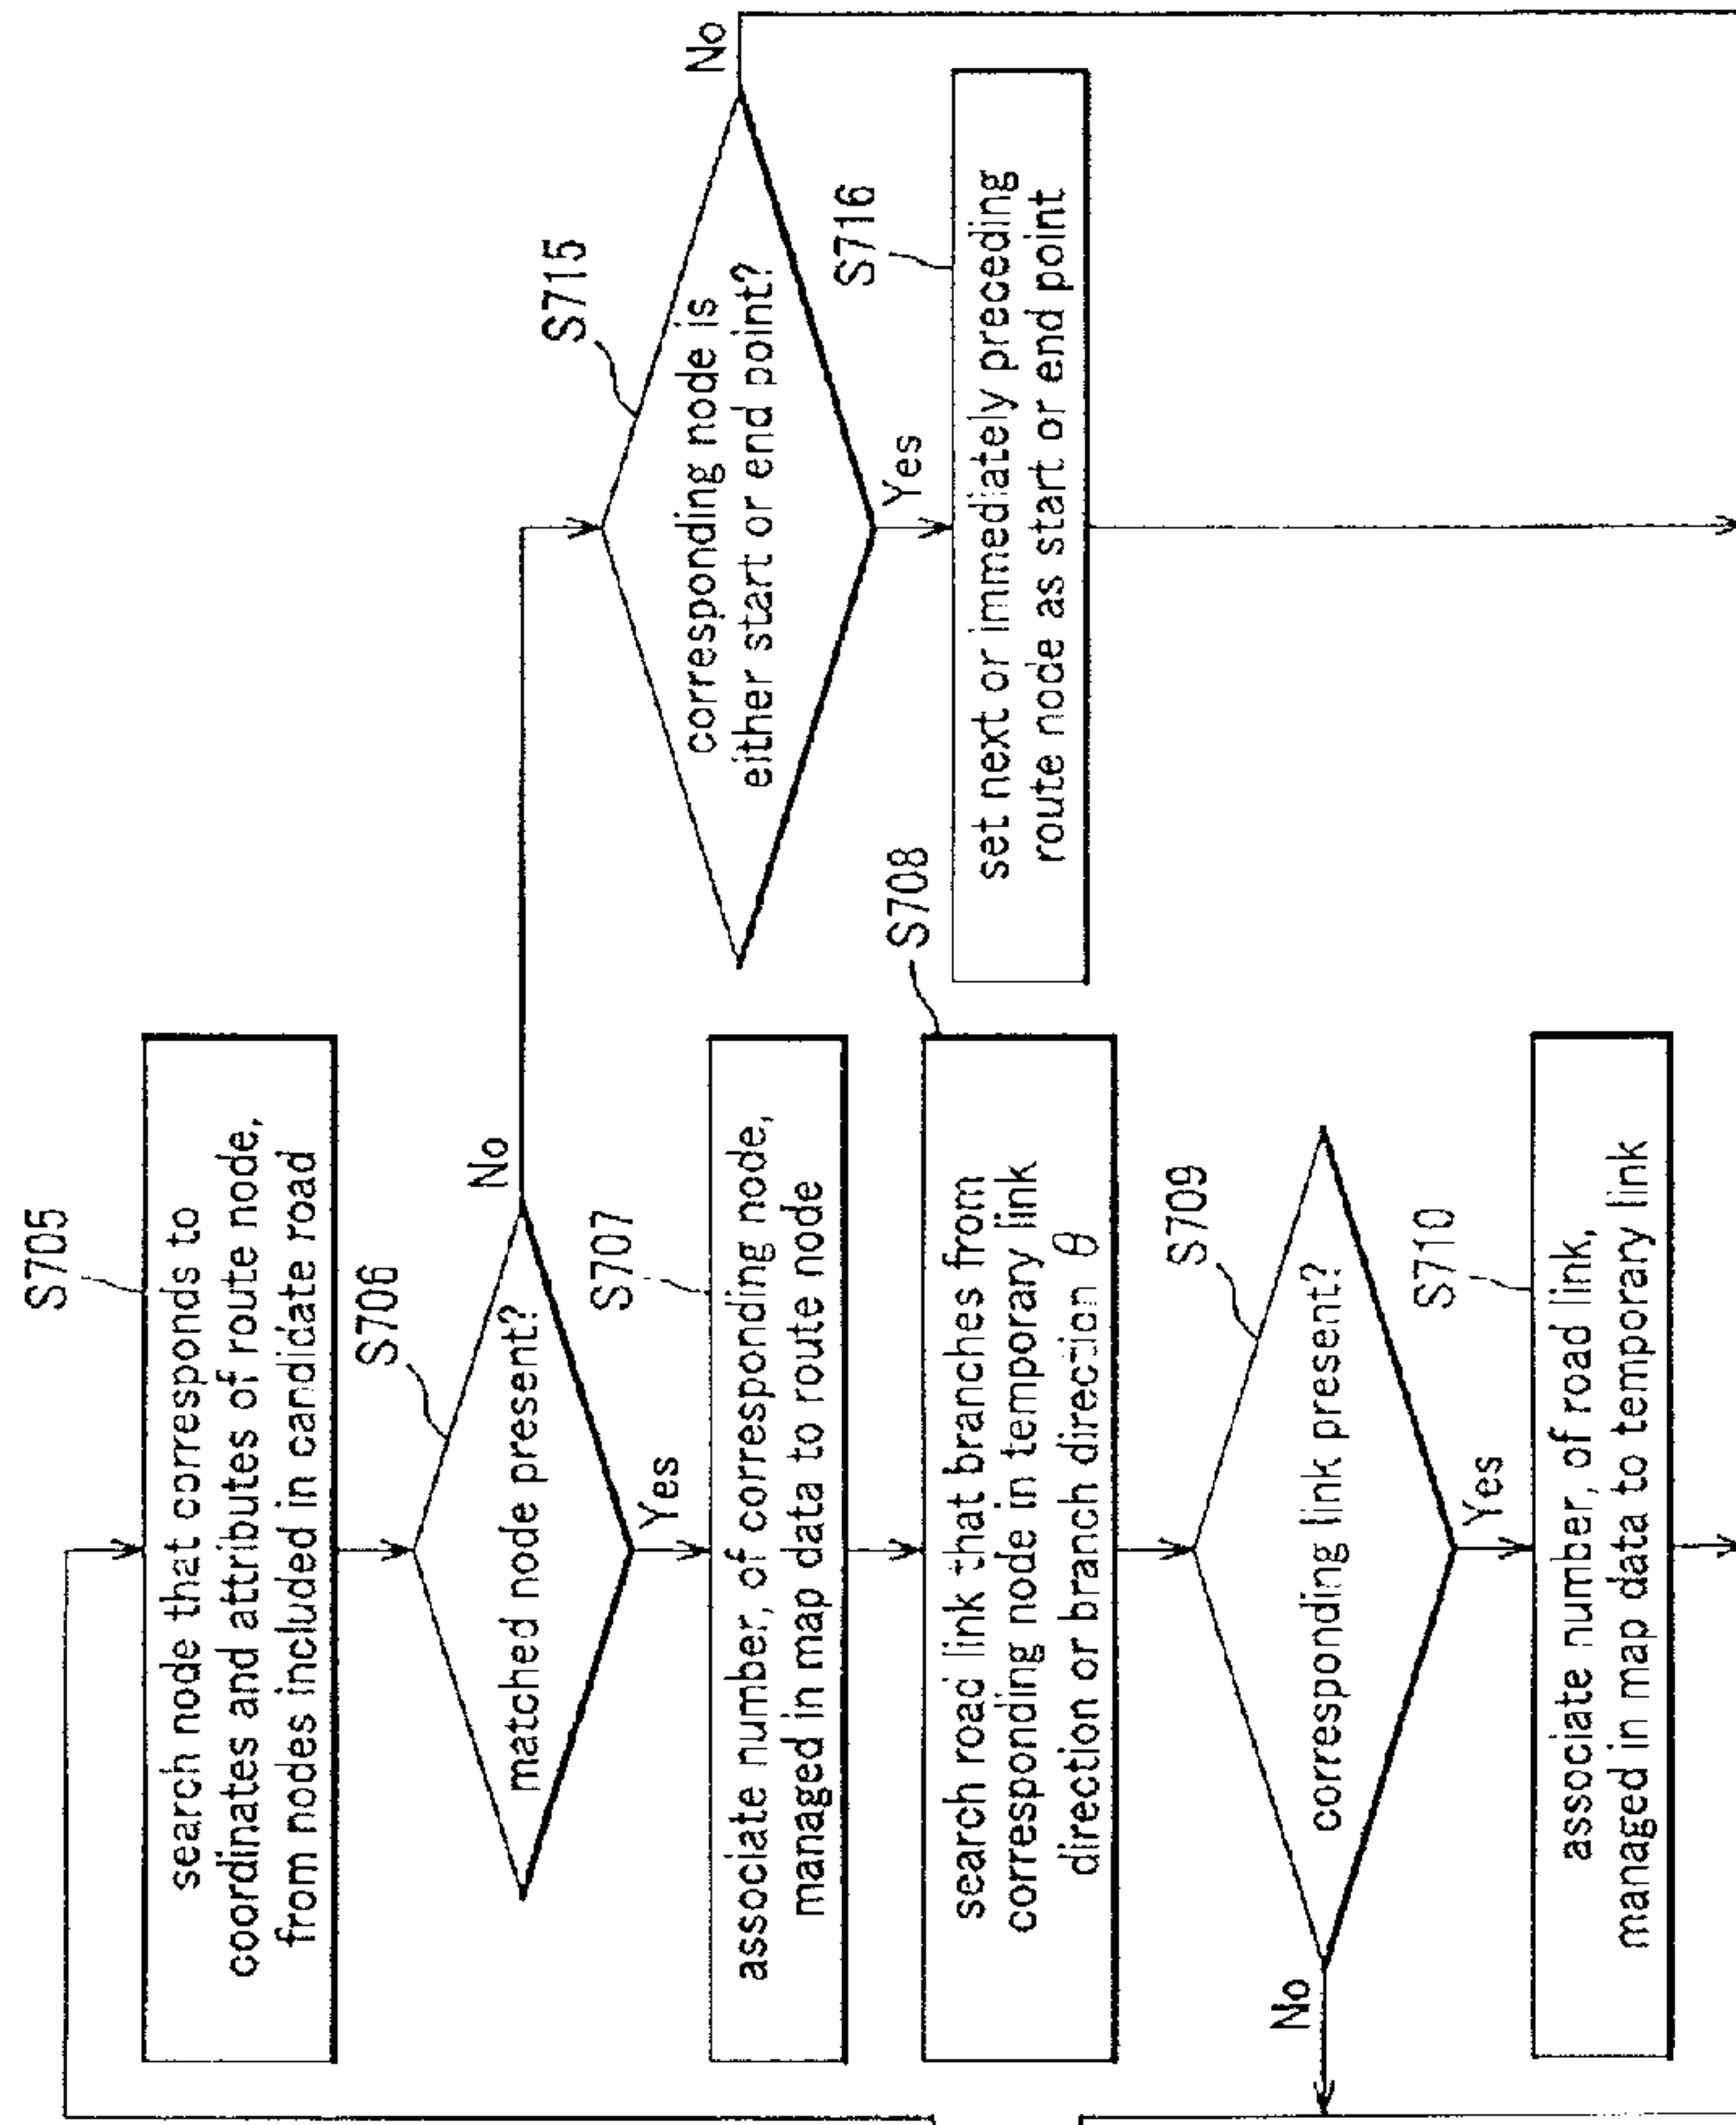 S705
search node that corresponds to
coordinates and attributes of route node,
from nodes included in candidate road
S706
matched node present?
No
Yes
S707
associate number, of corresponding node,
managed in map data to route node
S708
search road link that branches from
corresponding node in temporary link
direction or branch direction θ
S709
corresponding link present?
No
Yes
S710
associate number, of road link,
managed in map data to temporary link
S715
corresponding node is
either start or end point?
No
Yes
S716
set next or immediately preceding
route node as start or end point